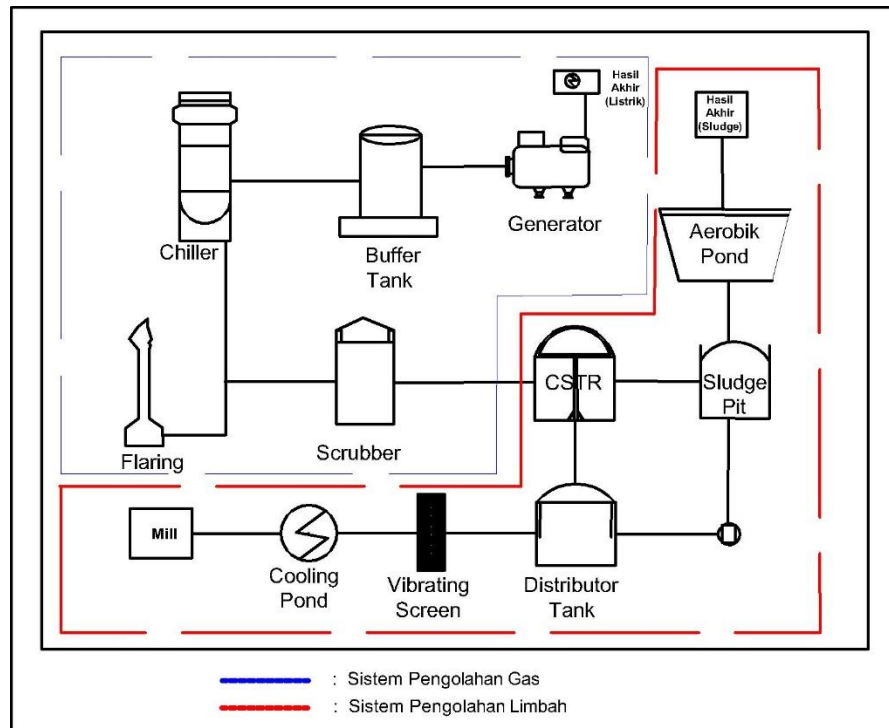 Hasil
Akhir
(Listrik)
Hasil
Akhir
(Sludge)
Chiller
Buffer
Tank
Generator
Aerobik
Pond
Flaring
Scrubber
CSTR
Sludge
Pit
Mill
Cooling
Pond
Vibrating
Screen
Distributor
Tank
: Sistem Pengolahan Gas
: Sistem Pengolahan Limbah